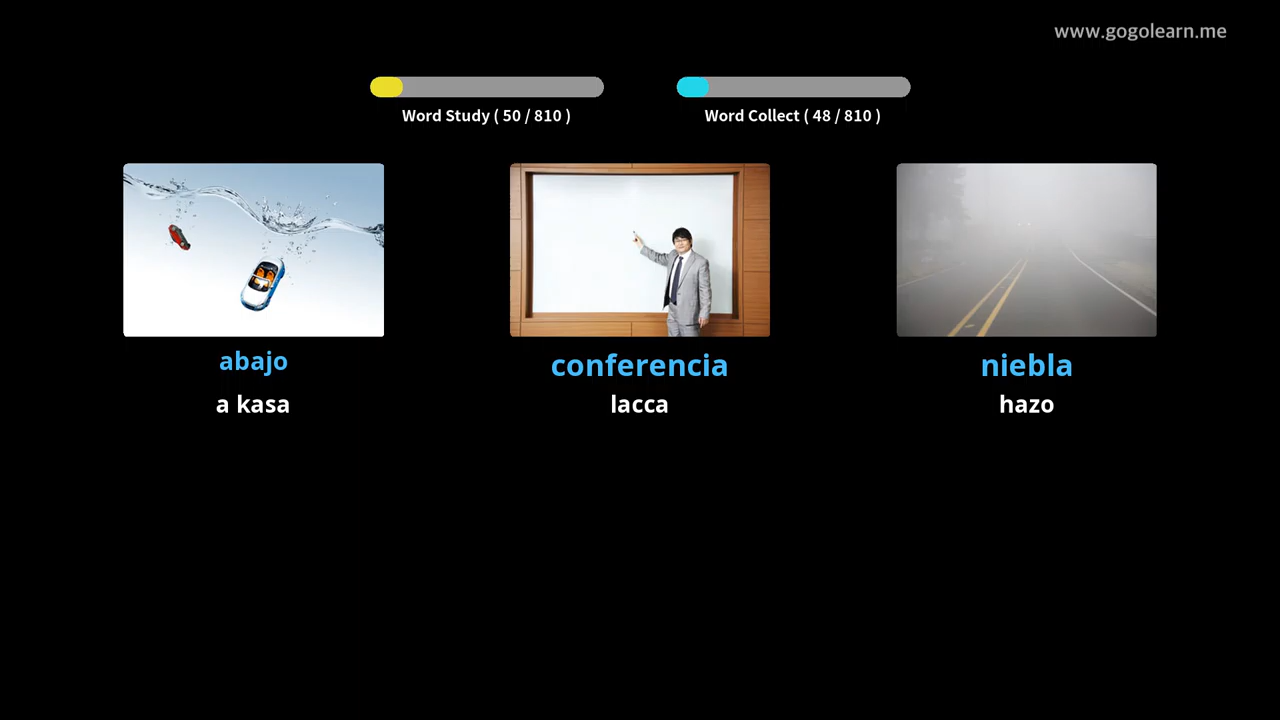 www.gogolearn.me
Word Study ( 50 / 810 )
Word Collect ( 48 / 810 )
abajo
conferencia
niebla
a kasa
lacca
hazo